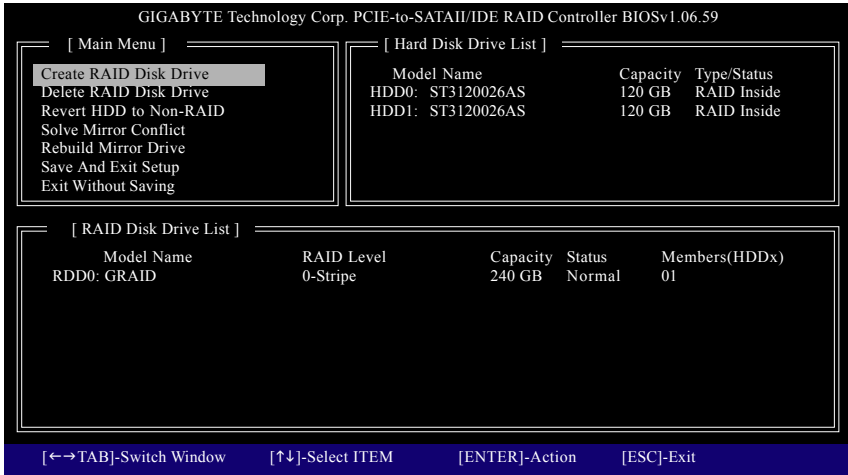 GIGABYTE Technology Corp. PCIE-to-SATAII/IDE RAID Controller BIOSv1.06.59
[ Main Menu ]
Create RAID Disk Drive
Delete RAID Disk Drive
Revert HDD to Non-RAID
Solve Mirror Conflict
Rebuild Mirror Drive
Save And Exit Setup
Exit Without Saving
[ Hard Disk Drive List ]
Model Name Capacity Type/Status
HDD0: ST3120026AS 120 GB RAID Inside
HDD1: ST3120026AS 120 GB RAID Inside
[ RAID Disk Drive List ]
Model Name RAID Level Capacity Status Members(HDDx)
RDD0: GRAID 0-Stripe 240 GB Normal 01
[←→TAB]-Switch Window [↑↓]-Select ITEM [ENTER]-Action [ESC]-Exit